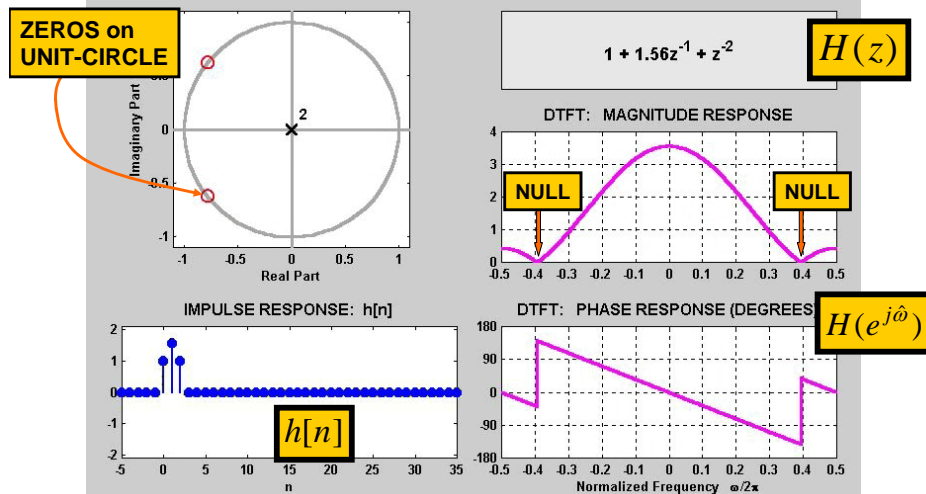 ZEROS on
UNIT-CIRCLE
Imaginary Part
0
-0.5
-1
2
-1 -0.5 0 0.5 1
Real Part
1 + 1.56z⁻¹ + z⁻²
H(z)
DTFT: MAGNITUDE RESPONSE
4
3
2
1
0
NULL
NULL
-0.5 -0.4 -0.3 -0.2 -0.1 0 0.1 0.2 0.3 0.4 0.5
IMPULSE RESPONSE: h[n]
2
1
0
-1
-2
h[n]
-5 0 5 10 15 20 25 30 35
n
DTFT: PHASE RESPONSE (DEGREES)
H(e^{jω̂})
180
90
0
-90
-180
-0.5 -0.4 -0.3 -0.2 -0.1 0 0.1 0.2 0.3 0.4 0.5
Normalized Frequency ω/2π